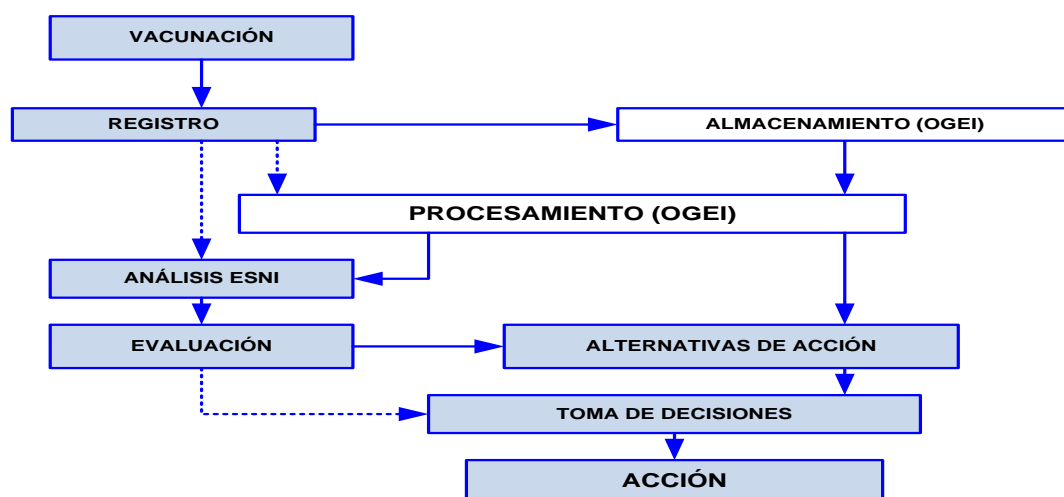 VACUNACIÓN
REGISTRO
ALMACENAMIENTO (OGEI)
PROCESAMIENTO (OGEI)
ANÁLISIS ESNI
EVALUACIÓN
ALTERNATIVAS DE ACCIÓN
TOMA DE DECISIONES
ACCIÓN